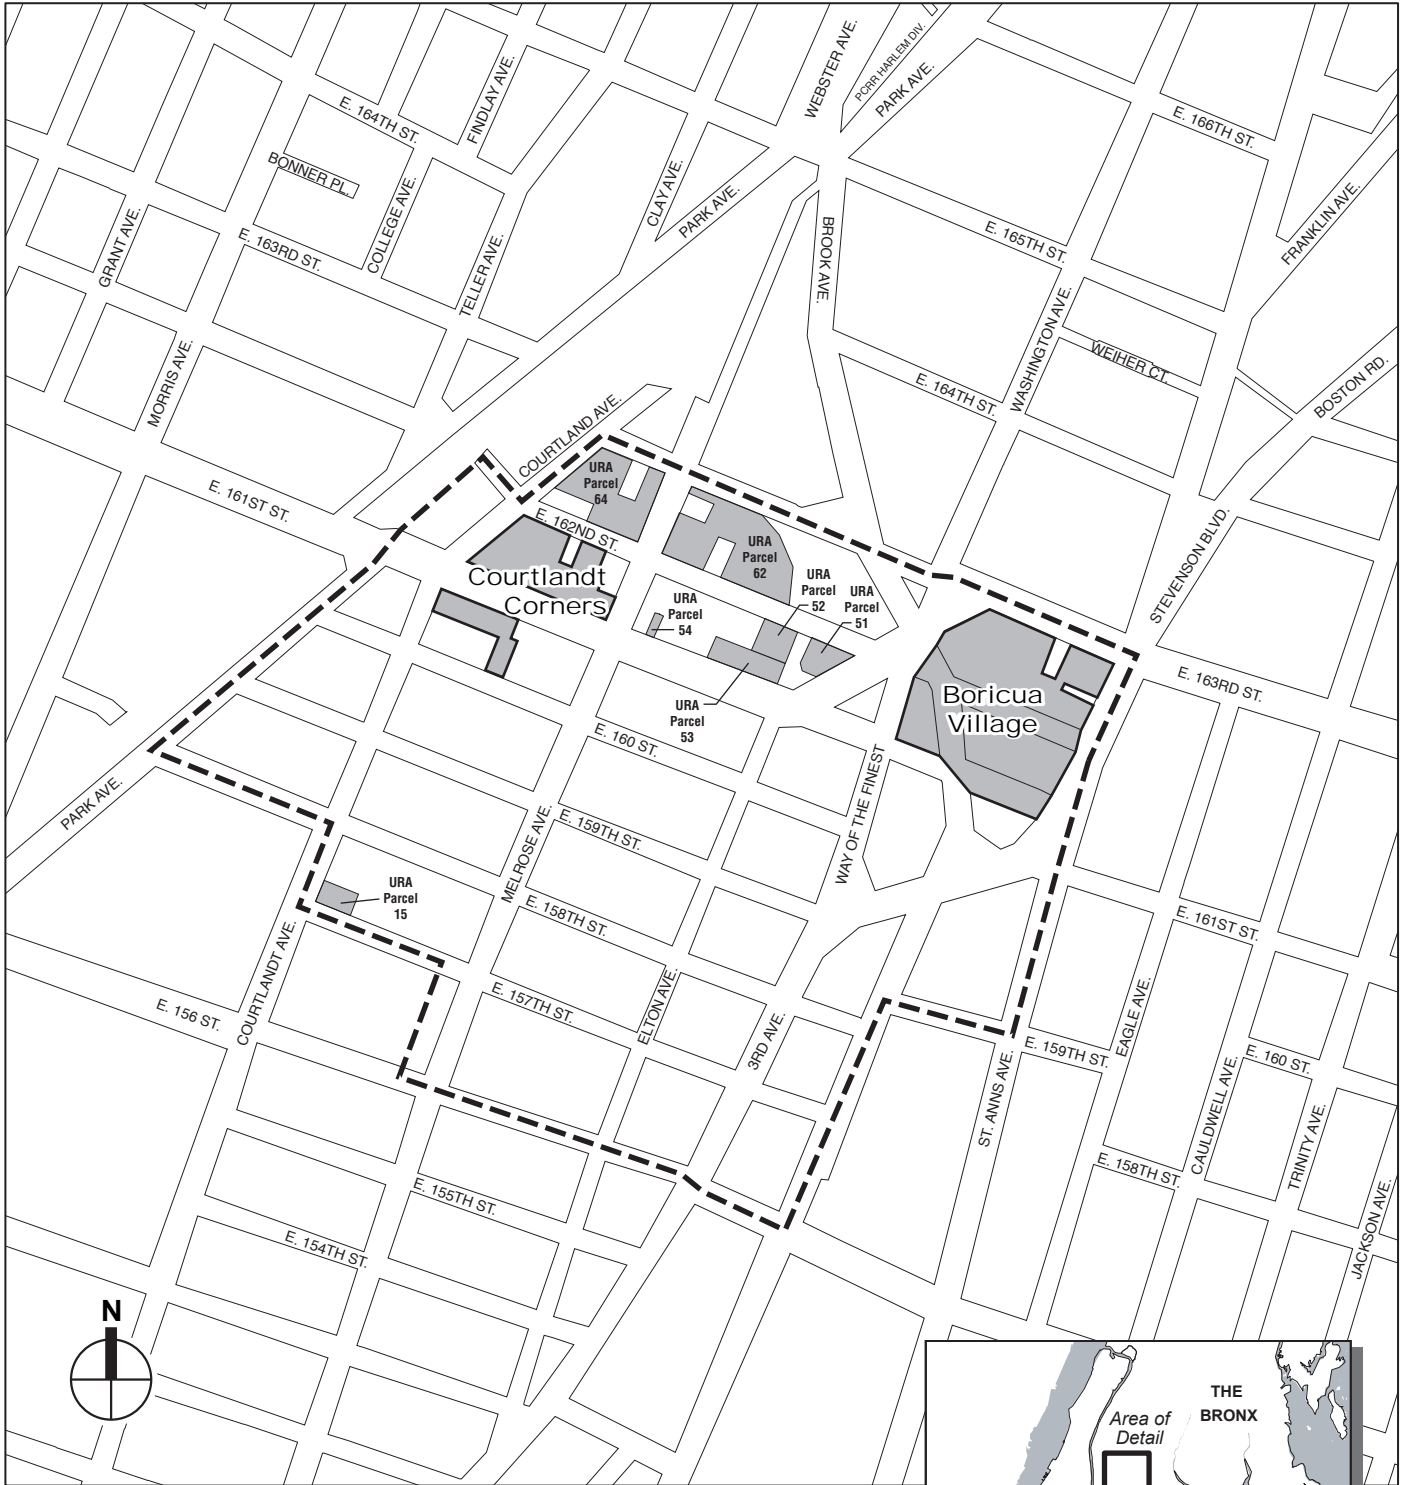 WEBSTER AVE.
PCRR HARLEM DIV.
PARK AVE.
FINDLAY AVE.
E. 164TH ST.
E. 166TH ST.
BONNER PL.
COLLEGE AVE.
CLAY AVE.
PARK AVE.
FRANKLIN AVE.
GRANT AVE.
E. 163RD ST.
TELLER AVE.
BROOK AVE.
E. 165TH ST.
WASHINGTON AVE.
WEIHER CT.
MORRIS AVE.
E. 164TH ST.
BOSTON RD.
COURTLAND AVE.
E. 161ST ST.
URA
Parcel
64
E. 162ND ST.
URA
Parcel
62
STEVENSON BLVD.
Courtlandt
Corners
URA
Parcel
52
URA
Parcel
51
URA
Parcel
54
E. 163RD ST.
Boricua
Village
URA
Parcel
53
E. 160 ST.
WAY OF THE FINEST
PARK AVE.
MELROSE AVE.
E. 159TH ST.
URA
Parcel
15
E. 158TH ST.
E. 161ST ST.
COURTLANDT AVE.
E. 156 ST.
E. 157TH ST.
ELTON AVE.
3RD AVE.
EAGLE AVE.
E. 159TH ST.
E. 160 ST.
ST. ANNS AVE.
CAULDWELL AVE.
TRINITY AVE.
E. 158TH ST.
E. 155TH ST.
E. 154TH ST.
JACKSON AVE.
N
THE
BRONX
Area of
Detail